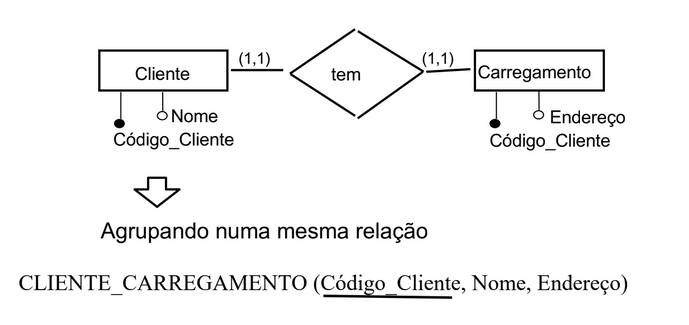 (1,1) (1,1)
Cliente tem Carregamento
Nome Endereço
Código_Cliente Código_Cliente
Agrupando numa mesma relação
CLIENTE_CARREGAMENTO (Código_Cliente, Nome, Endereço)